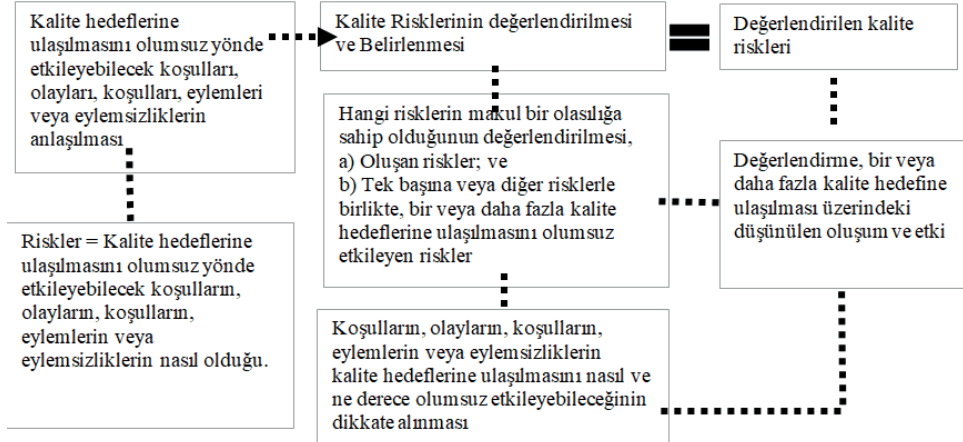 Kalite hedeflerine
ulaşılmasını olumsuz yönde
etkileyebilecek koşulları,
olayları, koşulları, eylemleri
veya eylemsizliklerin
anlaşılması
Kalite Risklerinin değerlendirilmesi
ve Belirlenmesi
Değerlendirilen kalite
riskleri
Hangi risklerin makul bir olasılığa
sahip olduğunun değerlendirilmesi,
a) Oluşan riskler; ve
b) Tek başına veya diğer risklerle
birlikte, bir veya daha fazla kalite
hedeflerine ulaşılmasını olumsuz
etkileyen riskler
Değerlendirme, bir veya
daha fazla kalite hedefine
ulaşılması üzerindeki
düşünülen oluşum ve etki
Riskler = Kalite hedeflerine
ulaşılmasını olumsuz yönde
etkileyebilecek koşulların,
olayların, koşulların,
eylemlerin veya
eylemsizliklerin nasıl olduğu.
Koşulların, olayların, koşulların,
eylemlerin veya eylemsizliklerin
kalite hedeflerine ulaşılmasını nasıl ve
ne derece olumsuz etkileyebileceğinin
dikkate alınması